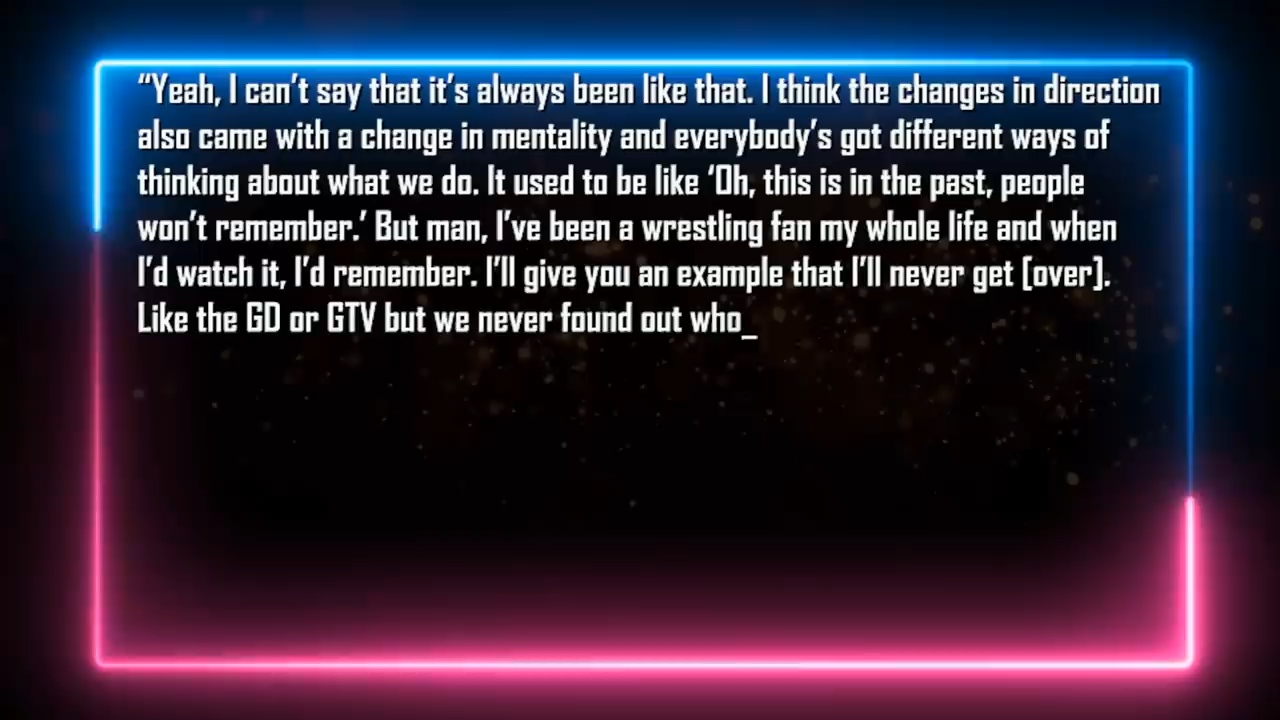 “Yeah, I can’t say that it’s always been like that. I think the changes in direction
also came with a change in mentality and everybody’s got different ways of
thinking about what we do. It used to be like ‘Oh, this is in the past, people
won’t remember.’ But man, I’ve been a wrestling fan my whole life and when
I’d watch it, I’d remember. I’ll give you an example that I’ll never get [over].
Like the GD or GTV but we never found out who_